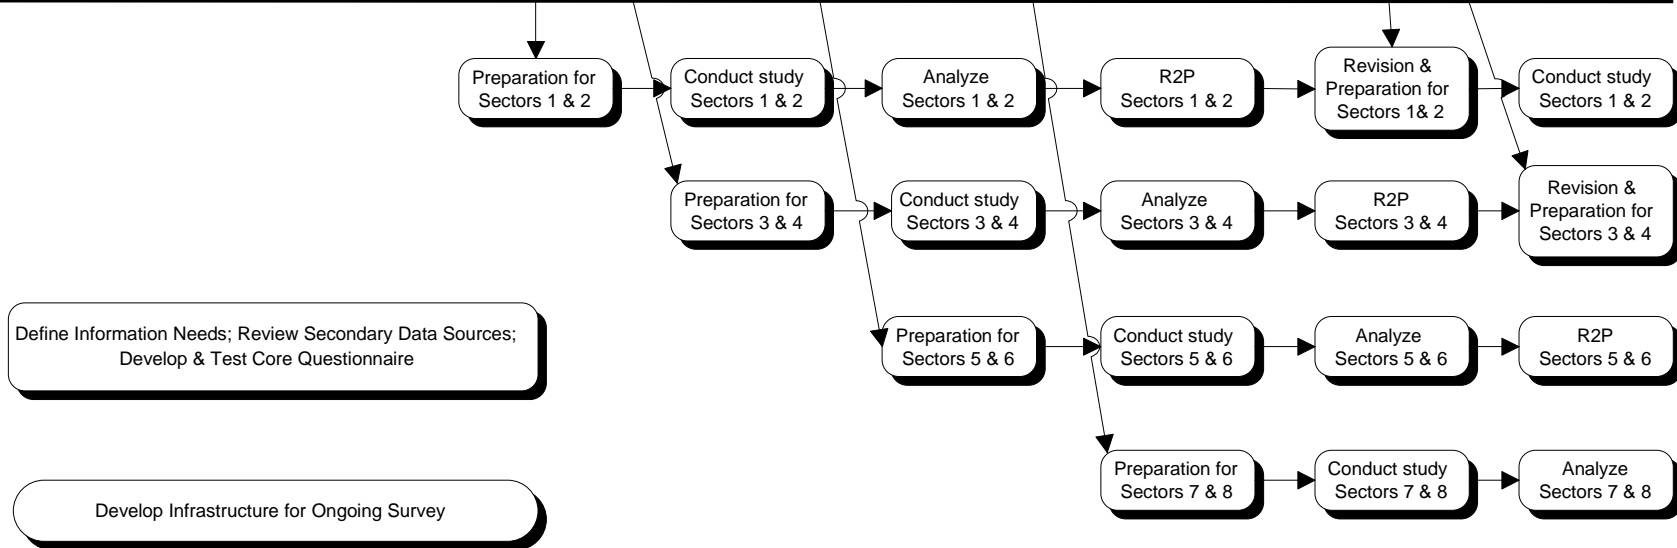 Preparation for
Sectors 1 & 2
Conduct study
Sectors 1 & 2
Analyze
Sectors 1 & 2
R2P
Sectors 1 & 2
Revision &
Preparation for
Sectors 1& 2
Conduct study
Sectors 1 & 2
Preparation for
Sectors 3 & 4
Conduct study
Sectors 3 & 4
Analyze
Sectors 3 & 4
R2P
Sectors 3 & 4
Revision &
Preparation for
Sectors 3 & 4
Define Information Needs; Review Secondary Data Sources;
Develop & Test Core Questionnaire
Preparation for
Sectors 5 & 6
Conduct study
Sectors 5 & 6
Analyze
Sectors 5 & 6
R2P
Sectors 5 & 6
Develop Infrastructure for Ongoing Survey
Preparation for
Sectors 7 & 8
Conduct study
Sectors 7 & 8
Analyze
Sectors 7 & 8